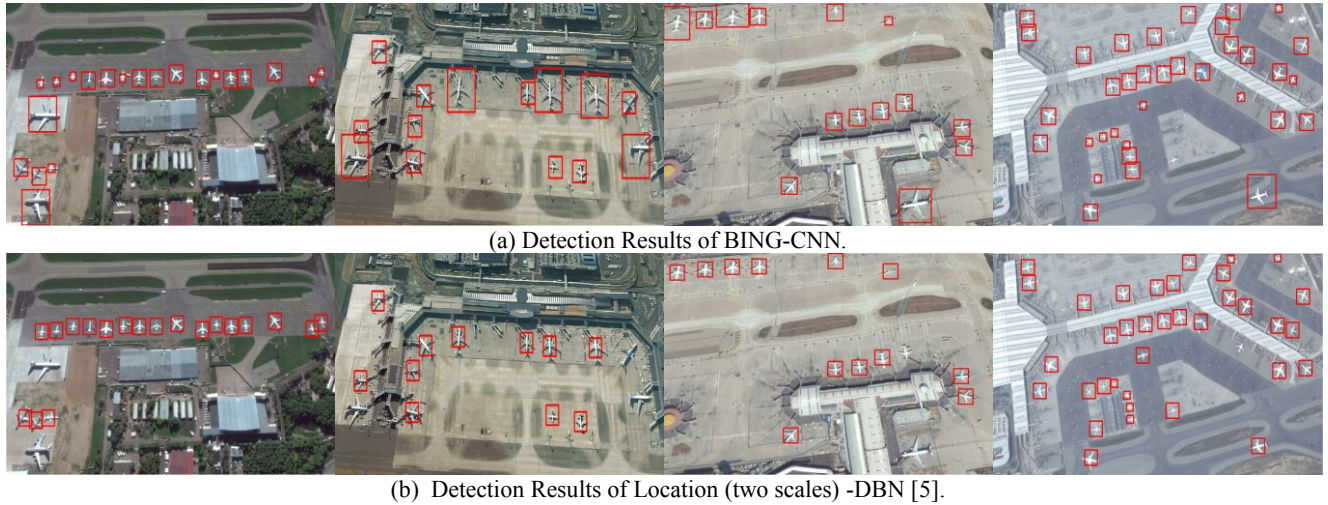 (a) Detection Results of BING-CNN.
(b) Detection Results of Location (two scales) -DBN [5].